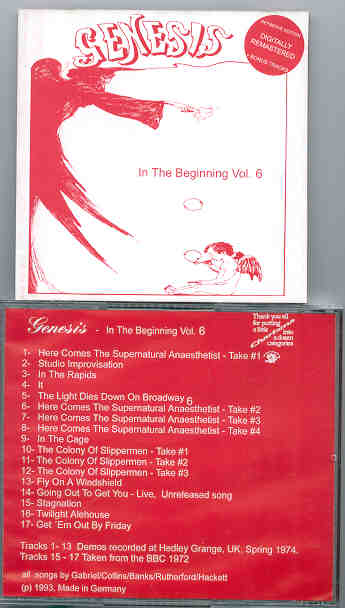 GENESIS
DEFINITIVE EDITION
DIGITALLY
REMASTERED
+ BONUS TRACKS
In The Beginning Vol. 6
Genesis - In The Beginning Vol. 6
Thank you all
for putting
a little
Charisma
into
a dozen
categories
1- Here Comes The Supernatural Anaesthetist - Take #1
2- Studio Improvisation
3- In The Rapids
4- It
5- The Light Dies Down On Broadway 6
6- Here Comes The Supernatural Anaesthetist - Take #2
7- Here Comes The Supernatural Anaesthetist - Take #3
8- Here Comes The Supernatural Anaesthetist - Take #4
9- In The Cage
10- The Colony Of Slippermen - Take #1
11- The Colony Of Slippermen - Take #2
12- The Colony Of Slippermen - Take #3
13- Fly On A Windshield
14- Going Out To Get You - Live, Unreleased song
15- Stagnation
16- Twilight Alehouse
17- Get 'Em Out By Friday
Tracks 1- 13 Demos recorded at Hedley Grange, UK, Spring 1974.
Tracks 15 - 17 Taken from the BBC 1972
all songs by Gabriel/Collins/Banks/Rutherford/Hackett
(p) 1993, Made in Germany